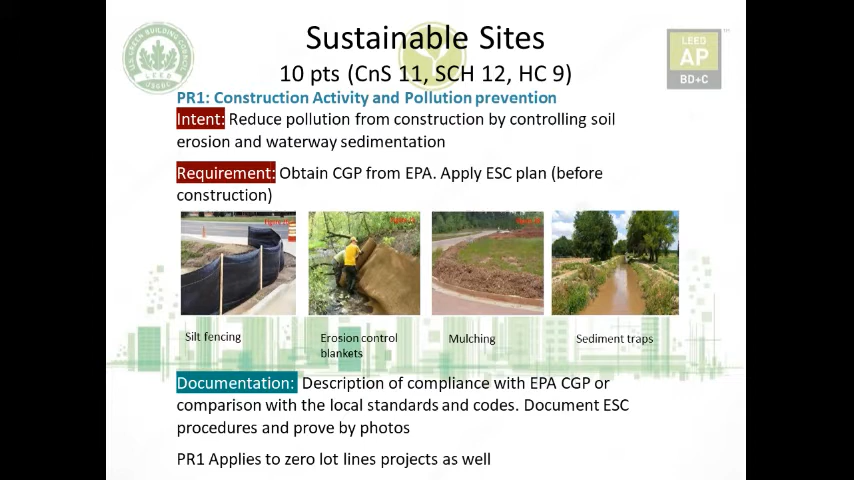 Sustainable Sites
10 pts (CnS 11, SCH 12, HC 9)
LEED
AP
BD+C
PR1: Construction Activity and Pollution prevention
Intent: Reduce pollution from construction by controlling soil
erosion and waterway sedimentation
Requirement: Obtain CGP from EPA. Apply ESC plan (before
construction)
Silt fencing
Erosion control
blankets
Mulching
Sediment traps
Documentation: Description of compliance with EPA CGP or
comparison with the local standards and codes. Document ESC
procedures and prove by photos
PR1 Applies to zero lot lines projects as well